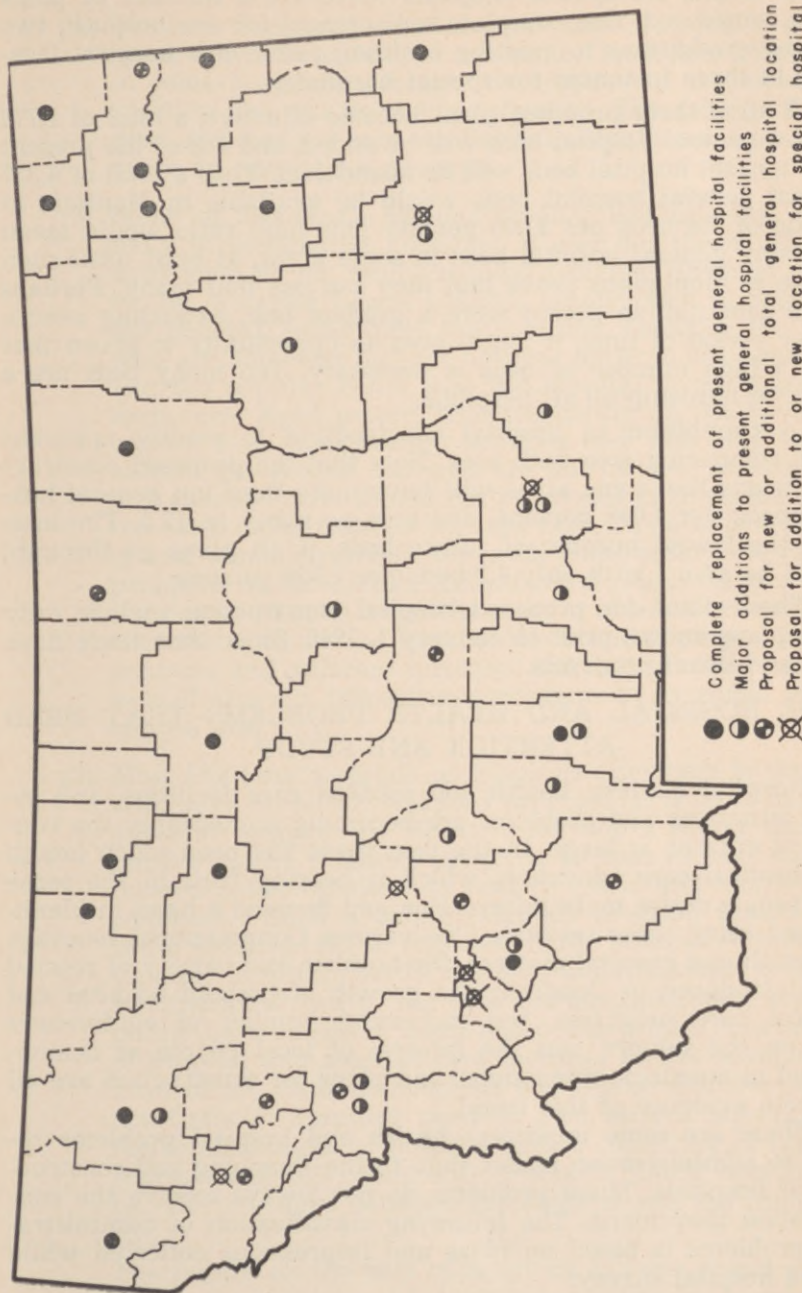 Complete replacement of present general hospital facilities
Major additions to present general hospital facilities
Proposal for new or additional total general hospital location
Proposal for addition to or new location for special hospital